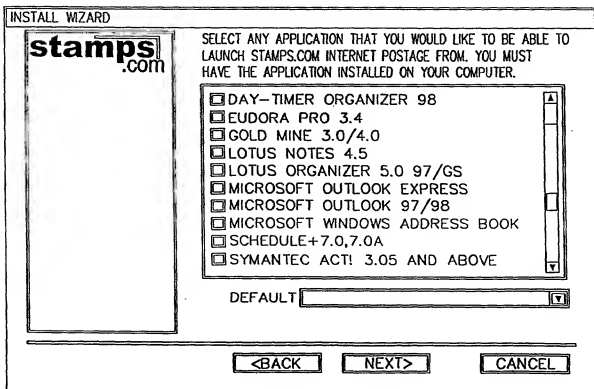 INSTALL WIZARD
stamps
.com
SELECT ANY APPLICATION THAT YOU WOULD LIKE TO BE ABLE TO
LAUNCH STAMPS.COM INTERNET POSTAGE FROM. YOU MUST
HAVE THE APPLICATION INSTALLED ON YOUR COMPUTER.
DAY-TIMER ORGANIZER 98
EUDORA PRO 3.4
GOLD MINE 3.0/4.0
LOTUS NOTES 4.5
LOTUS ORGANIZER 5.0 97/GS
MICROSOFT OUTLOOK EXPRESS
MICROSOFT OUTLOOK 97/98
MICROSOFT WINDOWS ADDRESS BOOK
SCHEDULE+7.0,7.0A
SYMANTEC ACT! 3.05 AND ABOVE
DEFAULT
<BACK NEXT> CANCEL